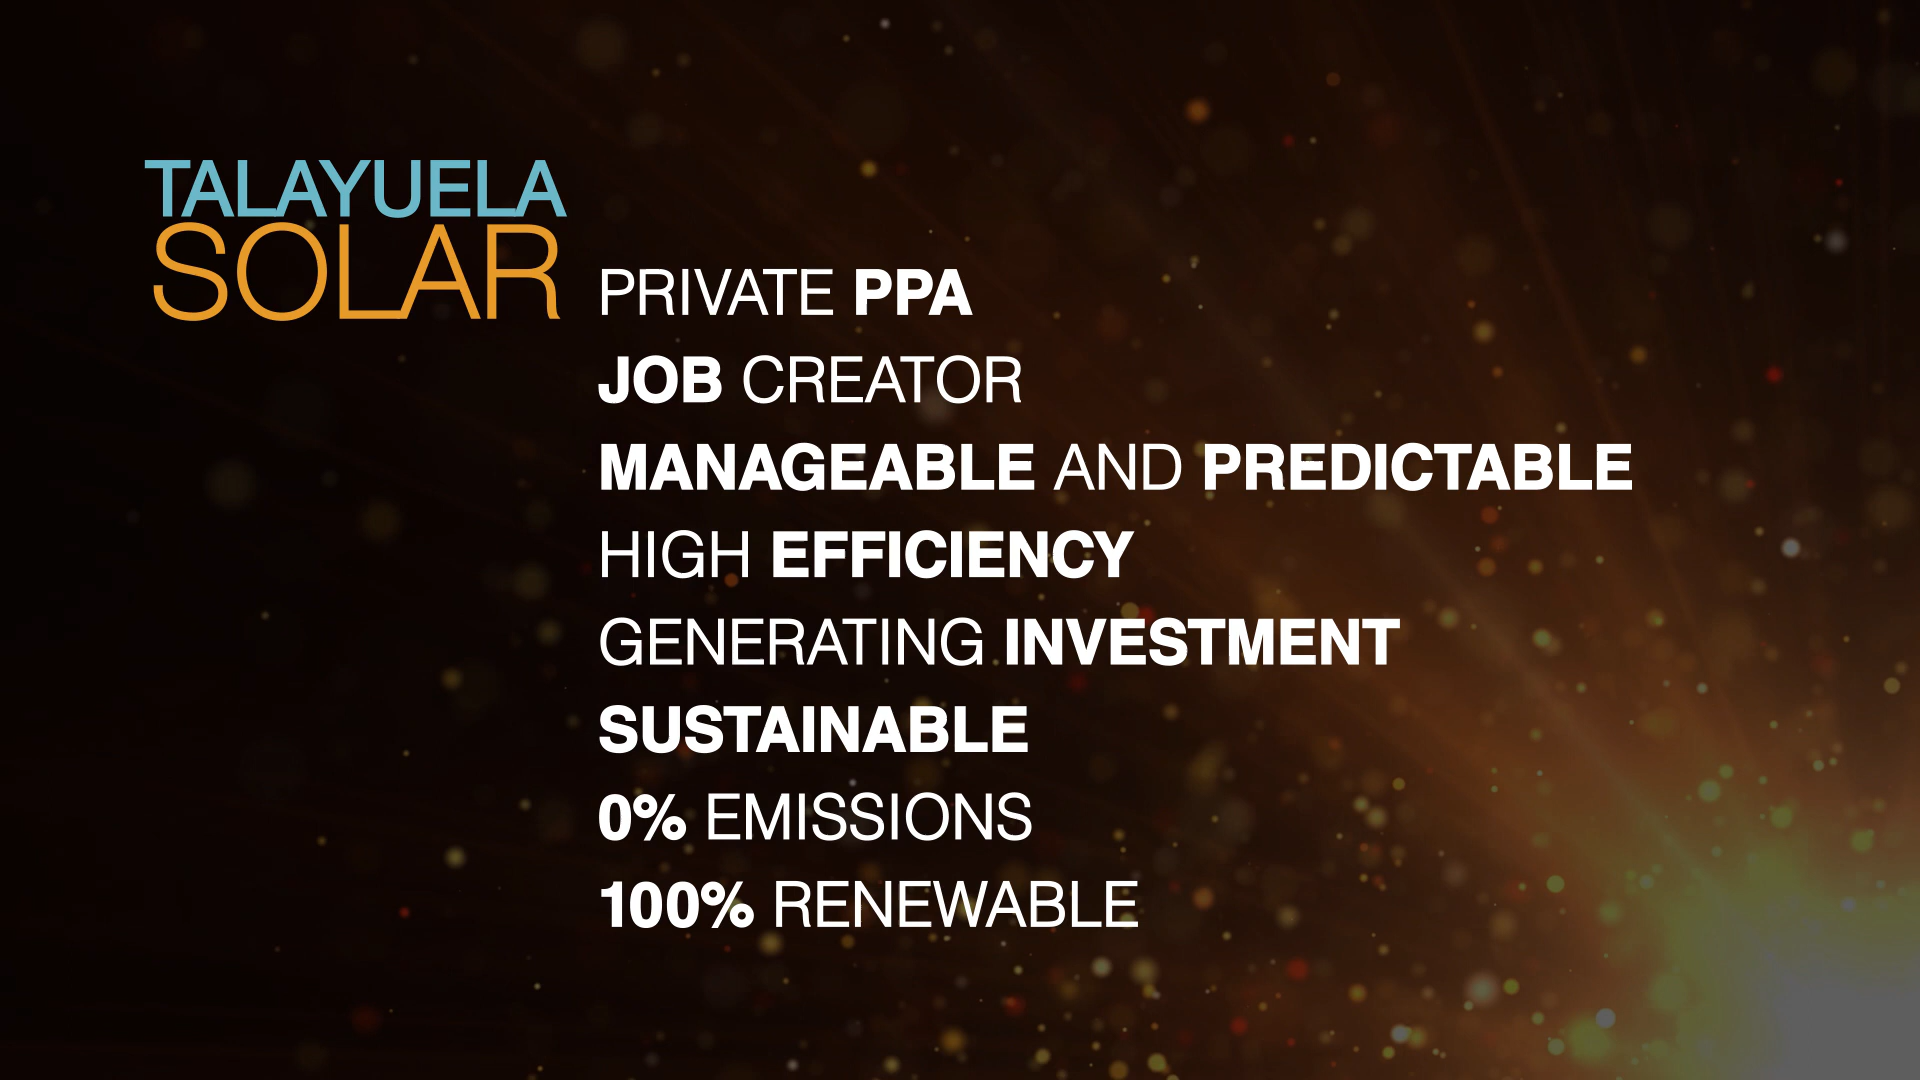 TALAYUELA
SOLAR
PRIVATE PPA
JOB CREATOR
MANAGEABLE AND PREDICTABLE
HIGH EFFICIENCY
GENERATING INVESTMENT
SUSTAINABLE
0% EMISSIONS
100% RENEWABLE